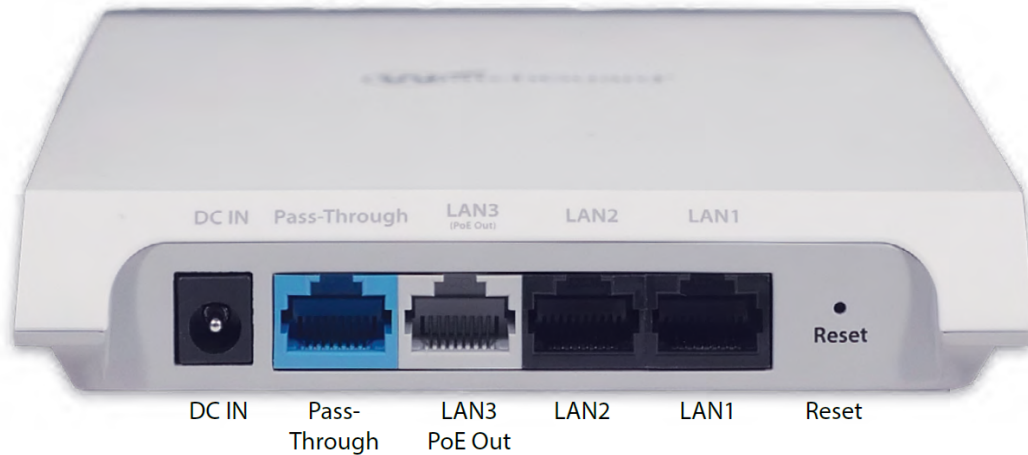 DC IN Pass-Through LAN3 LAN2 LAN1
(PoE Out)
Reset
DC IN Pass- LAN3 LAN2 LAN1 Reset
Through PoE Out